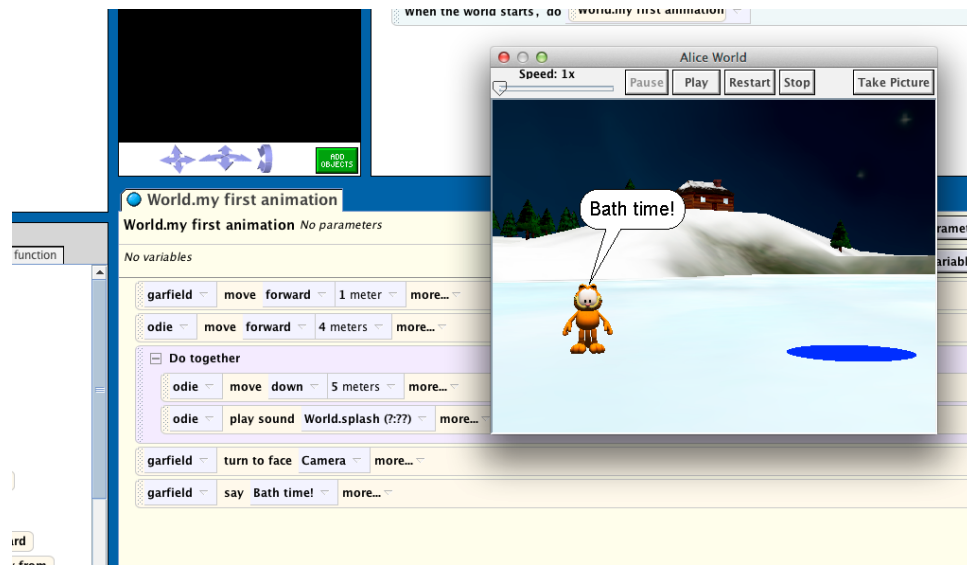 When the world starts, do World.my first animation
Alice World
Speed: 1x
Pause
Play
Restart
Stop
Take Picture
ADD
OBJECTS
Bath time!
World.my first animation
World.my first animation No parameters
No variables
function
garfield move forward 1 meter more...
odie move forward 4 meters more...
Do together
odie move down 5 meters more...
odie play sound World.splash (?:??) more...
garfield turn to face Camera more...
garfield say Bath time! more...
from